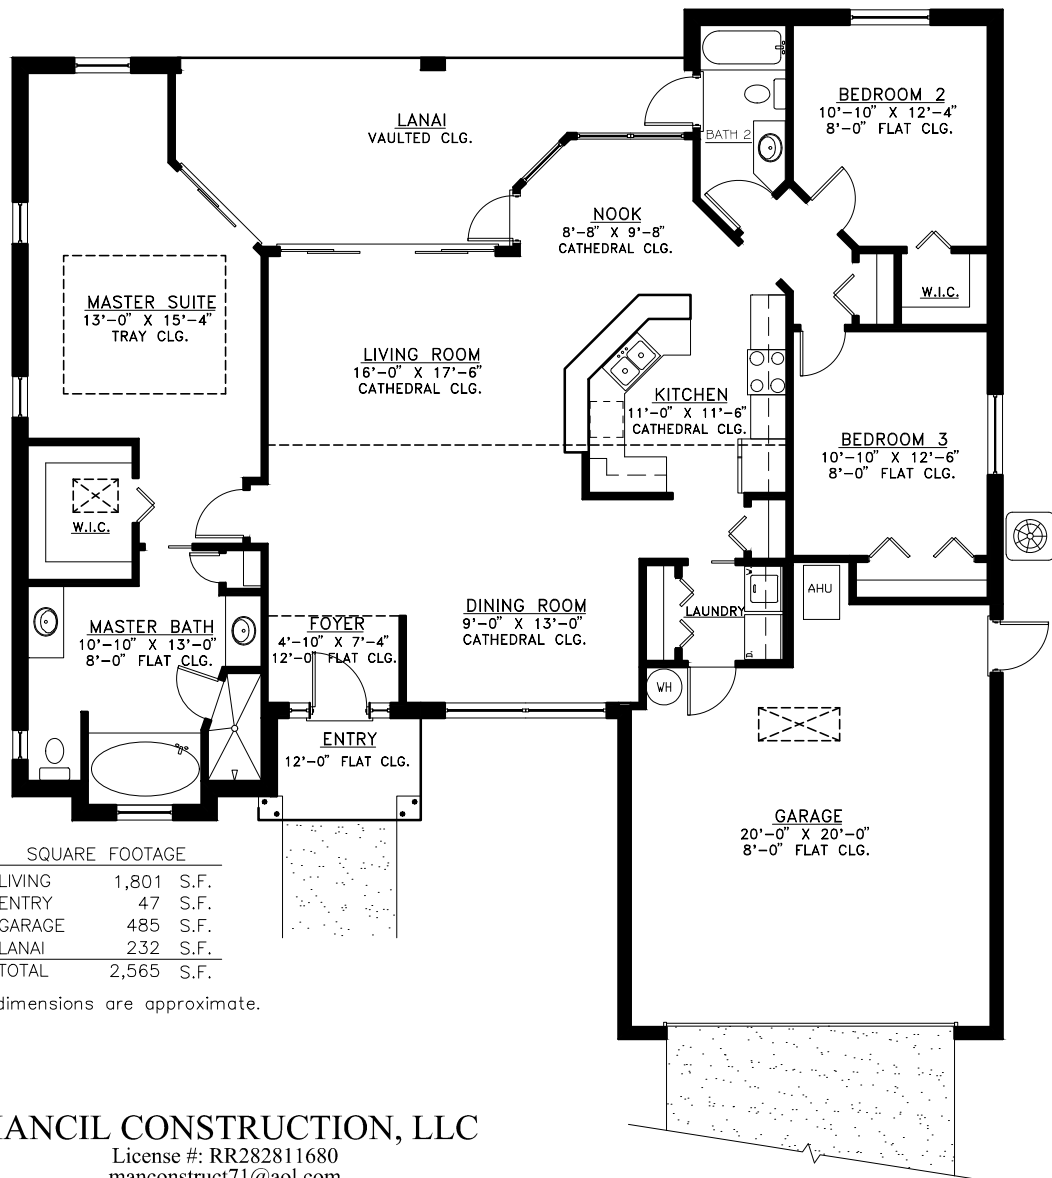 LANAI
VAULTED CLG.
BATH 2
BEDROOM 2
10'-10" X 12'-4"
8'-0" FLAT CLG.
NOOK
8'-8" X 9'-8"
CATHEDRAL CLG.
W.I.C.
MASTER SUITE
13'-0" X 15'-4"
TRAY CLG.
LIVING ROOM
16'-0" X 17'-6"
CATHEDRAL CLG.
KITCHEN
11'-0" X 11'-6"
CATHEDRAL CLG.
BEDROOM 3
10'-10" X 12'-6"
8'-0" FLAT CLG.
W.I.C.
MASTER BATH
10'-10" X 13'-0"
8'-0" FLAT CLG.
FOYER
4'-10" X 7'-4"
12'-0" FLAT CLG.
DINING ROOM
9'-0" X 13'-0"
CATHEDRAL CLG.
W
LAUNDRY
D
AHU
WH
ENTRY
12'-0" FLAT CLG.
GARAGE
20'-0" X 20'-0"
8'-0" FLAT CLG.
SQUARE FOOTAGE
LIVING 1,801 S.F.
ENTRY 47 S.F.
GARAGE 485 S.F.
LANAI 232 S.F.
TOTAL 2,565 S.F.
dimensions are approximate.
MANCIL CONSTRUCTION, LLC
License #: RR282811680
manconstruct71@aol.com